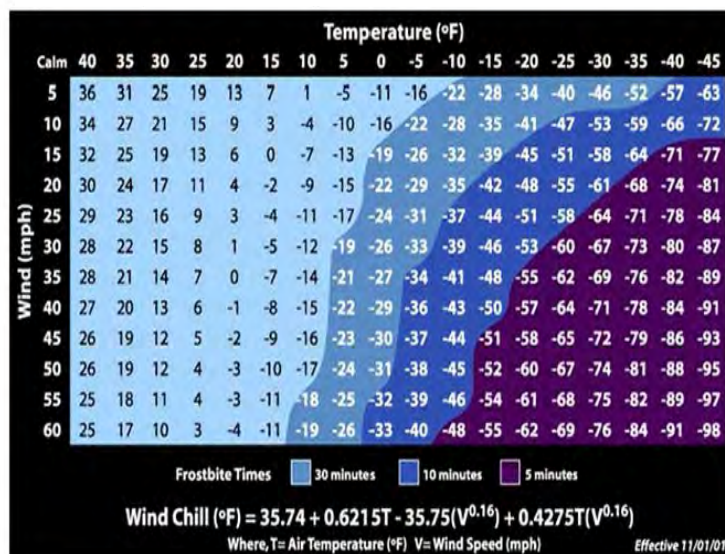 Temperature (ºF)
Calm 40 35 30 25 20 15 10 5 0 -5 -10 -15 -20 -25 -30 -35 -40 -45
5 36 31 25 19 13 7 1 -5 -11 -16 -22 -28 -34 -40 -46 -52 -57 -63
10 34 27 21 15 9 3 -4 -10 -16 -22 -28 -35 -41 -47 -53 -59 -66 -72
15 32 25 19 13 6 0 -7 -13 -19 -26 -32 -39 -45 -51 -58 -64 -71 -77
20 30 24 17 11 4 -2 -9 -15 -22 -29 -35 -42 -48 -55 -61 -68 -74 -81
25 29 23 16 9 3 -4 -11 -17 -24 -31 -37 -44 -51 -58 -64 -71 -78 -84
30 28 22 15 8 1 -5 -12 -19 -26 -33 -39 -46 -53 -60 -67 -73 -80 -87
35 28 21 14 7 0 -7 -14 -21 -27 -34 -41 -48 -55 -62 -69 -76 -82 -89
40 27 20 13 6 -1 -8 -15 -22 -29 -36 -43 -50 -57 -64 -71 -78 -84 -91
45 26 19 12 5 -2 -9 -16 -23 -30 -37 -44 -51 -58 -65 -72 -79 -86 -93
50 26 19 12 4 -3 -10 -17 -24 -31 -38 -45 -52 -60 -67 -74 -81 -88 -95
55 25 18 11 4 -3 -11 -18 -25 -32 -39 -46 -54 -61 -68 -75 -82 -89 -97
60 25 17 10 3 -4 -11 -19 -26 -33 -40 -48 -55 -62 -69 -76 -84 -91 -98
Wind (mph)
Frostbite Times 30 minutes 10 minutes 5 minutes
Wind Chill (ºF) = 35.74 + 0.6215T - 35.75(V0.16) + 0.4275T(V0.16)
Where, T= Air Temperature (ºF) V= Wind Speed (mph) Effective 11/01/01